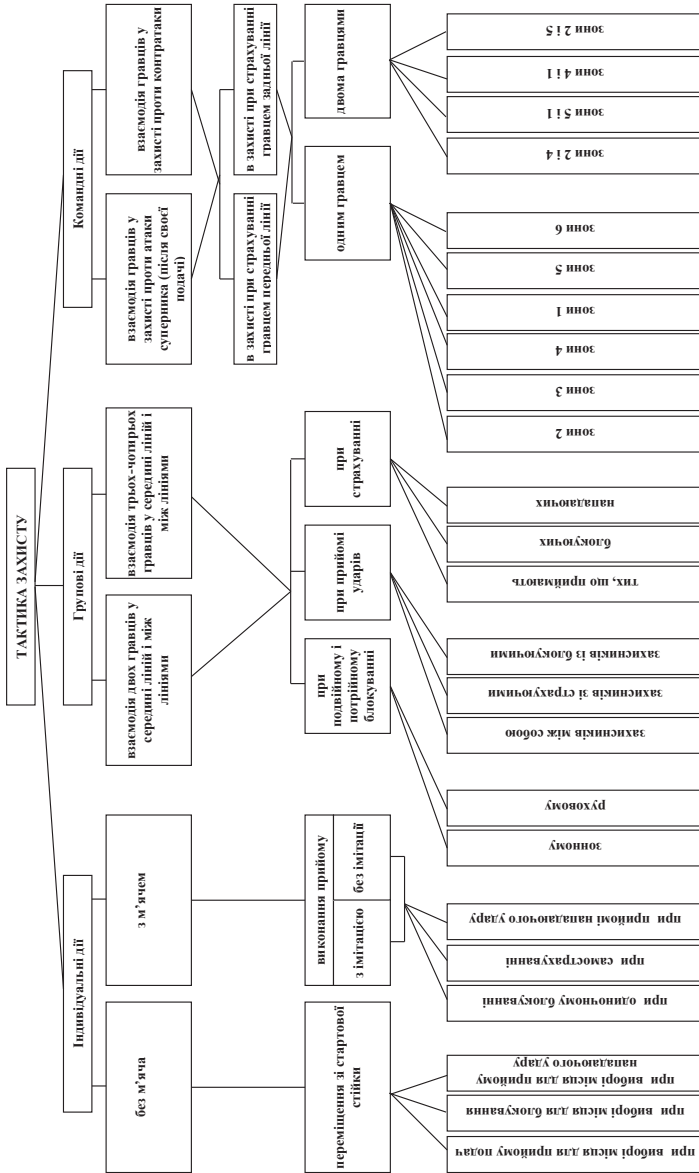 ТАКТИКА ЗАХИСТУ
Індивідуальні дії
Групові дії
Командні дії
без м’яча
з м’ячем
взаємодія двох гравців у
середині ліній і між
лініями
взаємодія трьох-чотирьох
гравців у середині ліній і
між лініями
взаємодія гравців у
захисті проти атаки
суперника (після своєї
подачі)
взаємодія гравців у
захисті проти контратаки
в захисті при страхуванні
гравцем передньої лінії
в захисті при страхуванні
гравцем задньої лінії
переміщення зі стартової
стійки
виконання прийому
з імітацією
без імітації
при
подвійному і
потрійному
блокуванні
при прийомі
ударів
при
страхуванні
одним гравцем
двома гравцями
при виборі місця для прийому подач
при виборі місця для блокування
при виборі місця для прийому
нападаючого удару
при одиночному блокуванні
при самострахуванні
при прийомі нападаючого удару
зонному
руховому
захисників між собою
захисників зі страхуючими
захисників із блокуючими
тих, що приймають
блокуючих
нападаючих
зони 2
зони 3
зони 4
зони 1
зони 5
зони 6
зони 2 і 4
зони 5 і 1
зони 4 і 1
зони 2 і 5